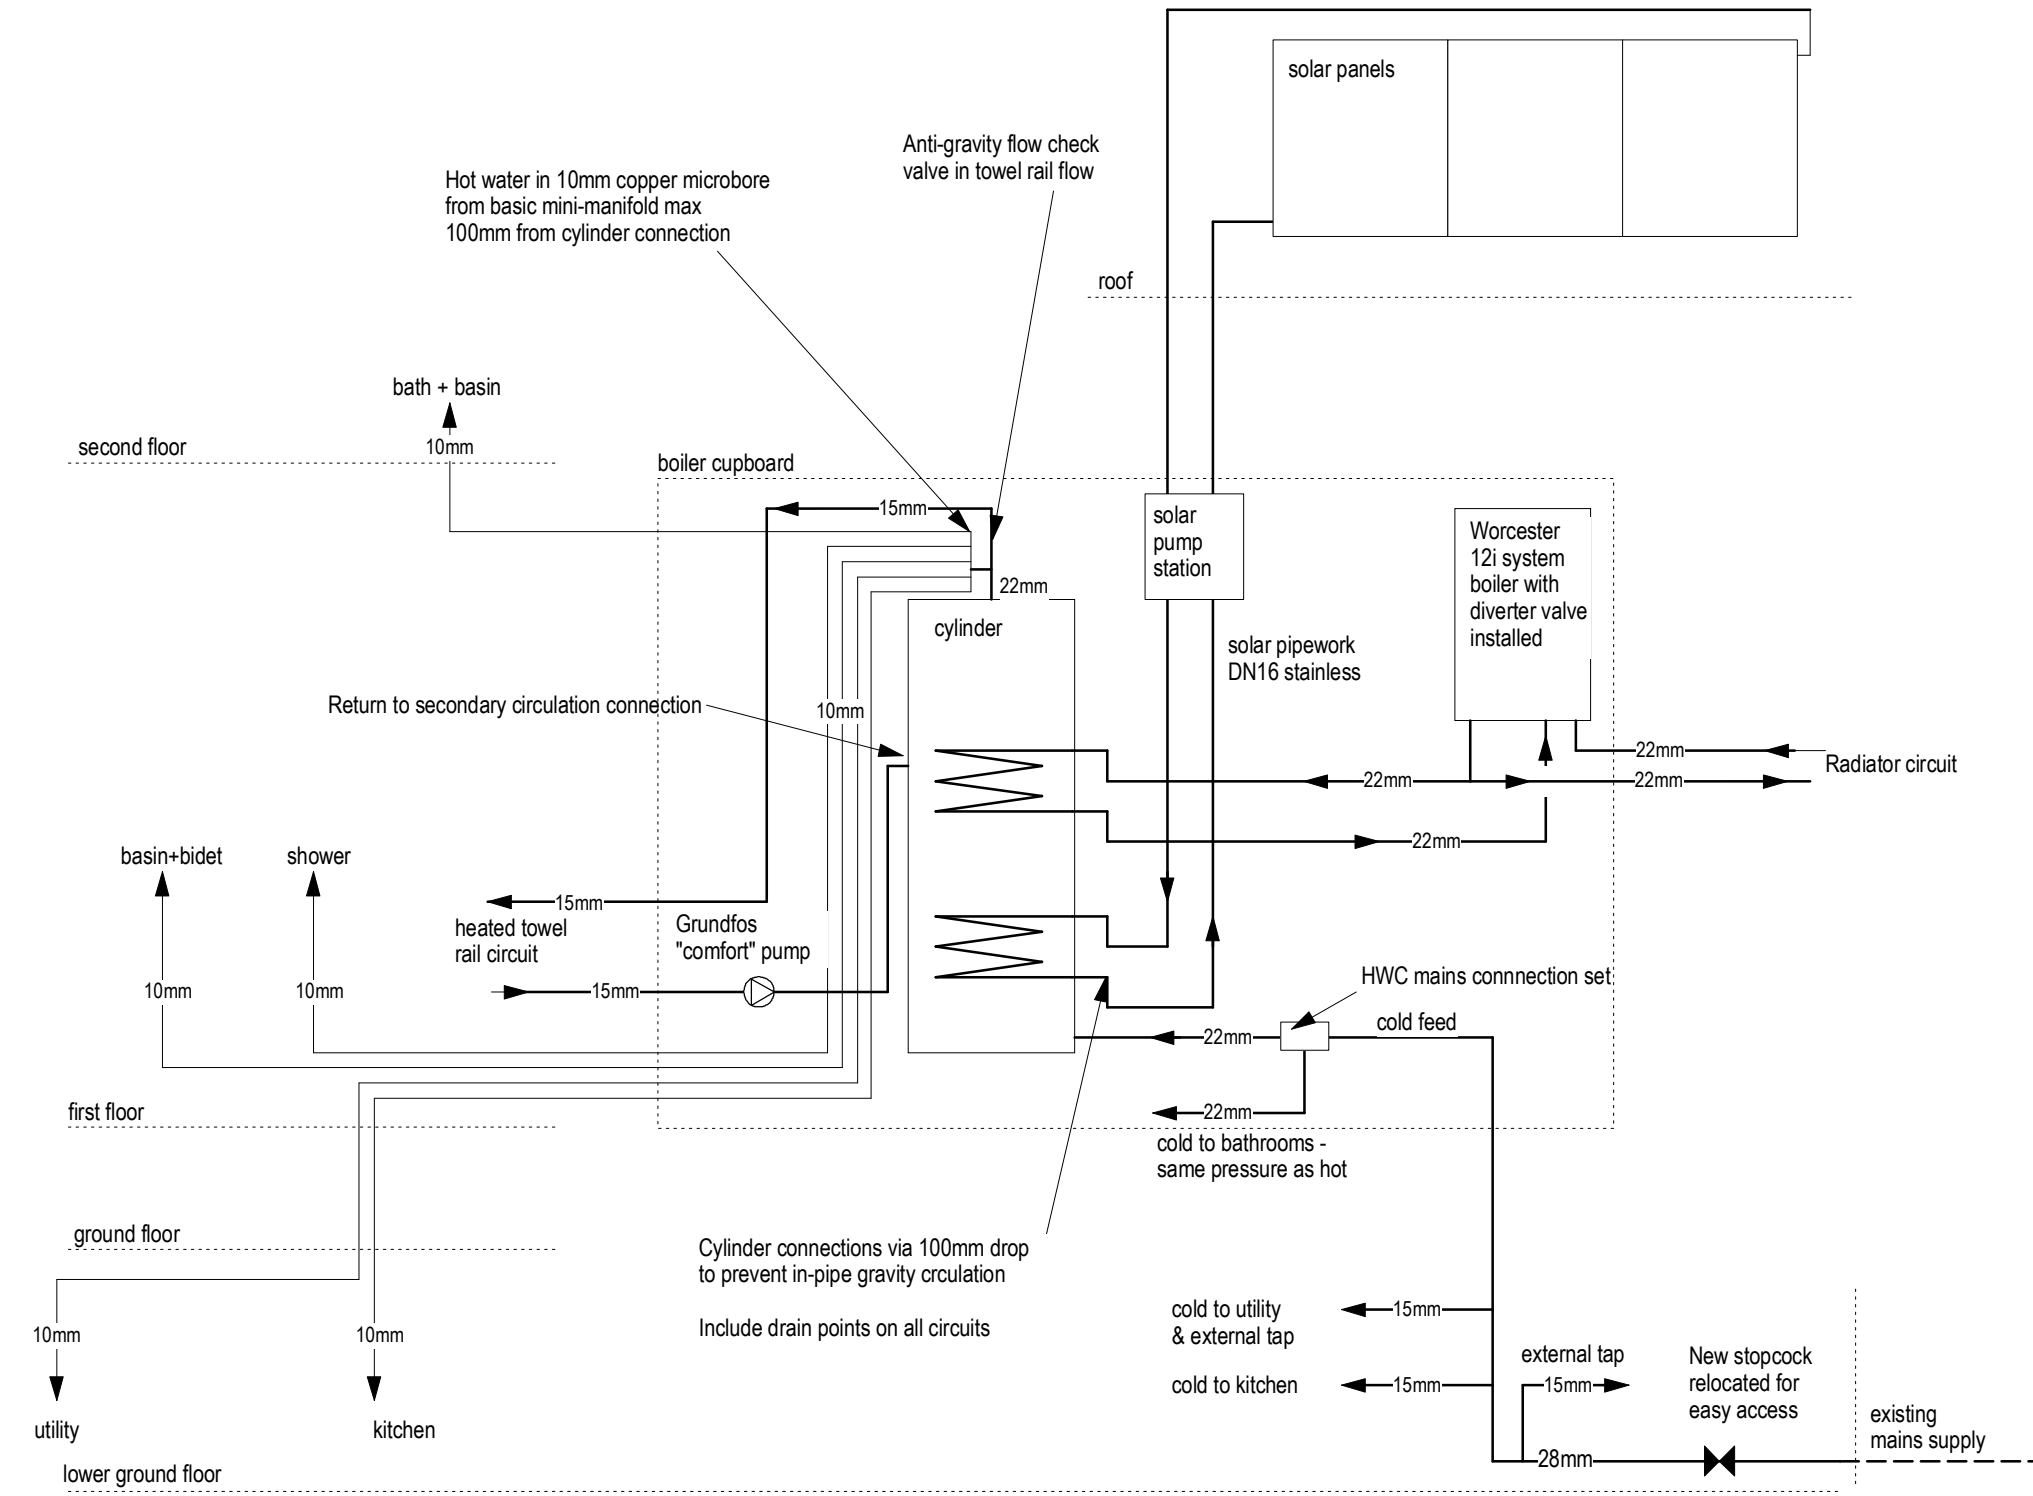 solar panels
Anti-gravity flow check
valve in towel rail flow
Hot water in 10mm copper microbore
from basic mini-manifold max
100mm from cylinder connection
roof
bath + basin
second floor
10mm
boiler cupboard
15mm
solar
pump
station
Worcester
12i system
boiler with
diverter valve
installed
22mm
cylinder
solar pipework
DN16 stainless
Return to secondary circulation connection
10mm
22mm
Radiator circuit
22mm
22mm
22mm
basin+bidet
shower
15mm
heated towel
rail circuit
Grundfos
"comfort" pump
10mm
10mm
15mm
HWC mains connnection set
cold feed
22mm
first floor
22mm
cold to bathrooms -
same pressure as hot
ground floor
Cylinder connections via 100mm drop
to prevent in-pipe gravity crculation
Include drain points on all circuits
10mm
10mm
cold to utility
& external tap
15mm
external tap
15mm
cold to kitchen
15mm
New stopcock
relocated for
easy access
utility
kitchen
existing
mains supply
28mm
lower ground floor